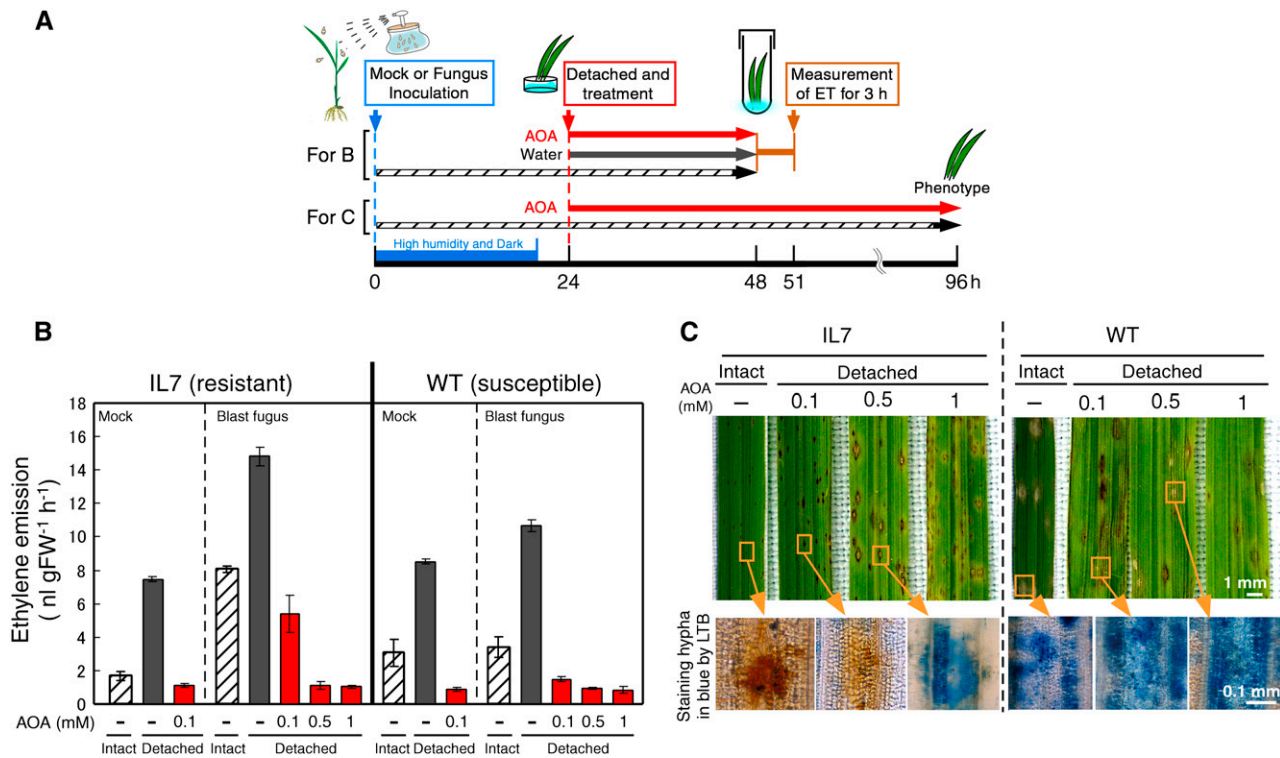 A
Mock or Fungus
Inoculation
Detached and
treatment
Measurement
of ET for 3 h
For B
AOA
Water
Phenotype
For C
AOA
High humidity and Dark
0 24 48 51 96 h
B
IL7 (resistant) WT (susceptible)
Mock Blast fugus Mock Blast fungus
Ethylene emission
( nl gFW-1 h-1)
18
16
14
12
10
8
6
4
2
0
AOA (mM) – – 0.1 – – 0.1 0.5 1 – – 0.1 – – 0.1 0.5 1
Intact Detached Intact Detached Intact Detached Intact Detached
C
IL7 WT
Intact Detached Intact Detached
AOA
(mM) – 0.1 0.5 1 – 0.1 0.5 1
1 mm
Staining hypha
in blue by LTB
0.1 mm